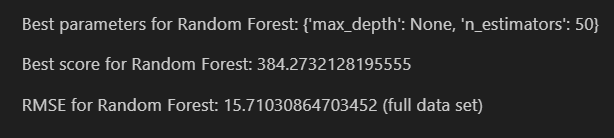 Best parameters for Random Forest: {'max_depth': None, 'n_estimators': 50}
Best score for Random Forest: 384.2732128195555
RMSE for Random Forest: 15.71030864703452 (full data set)